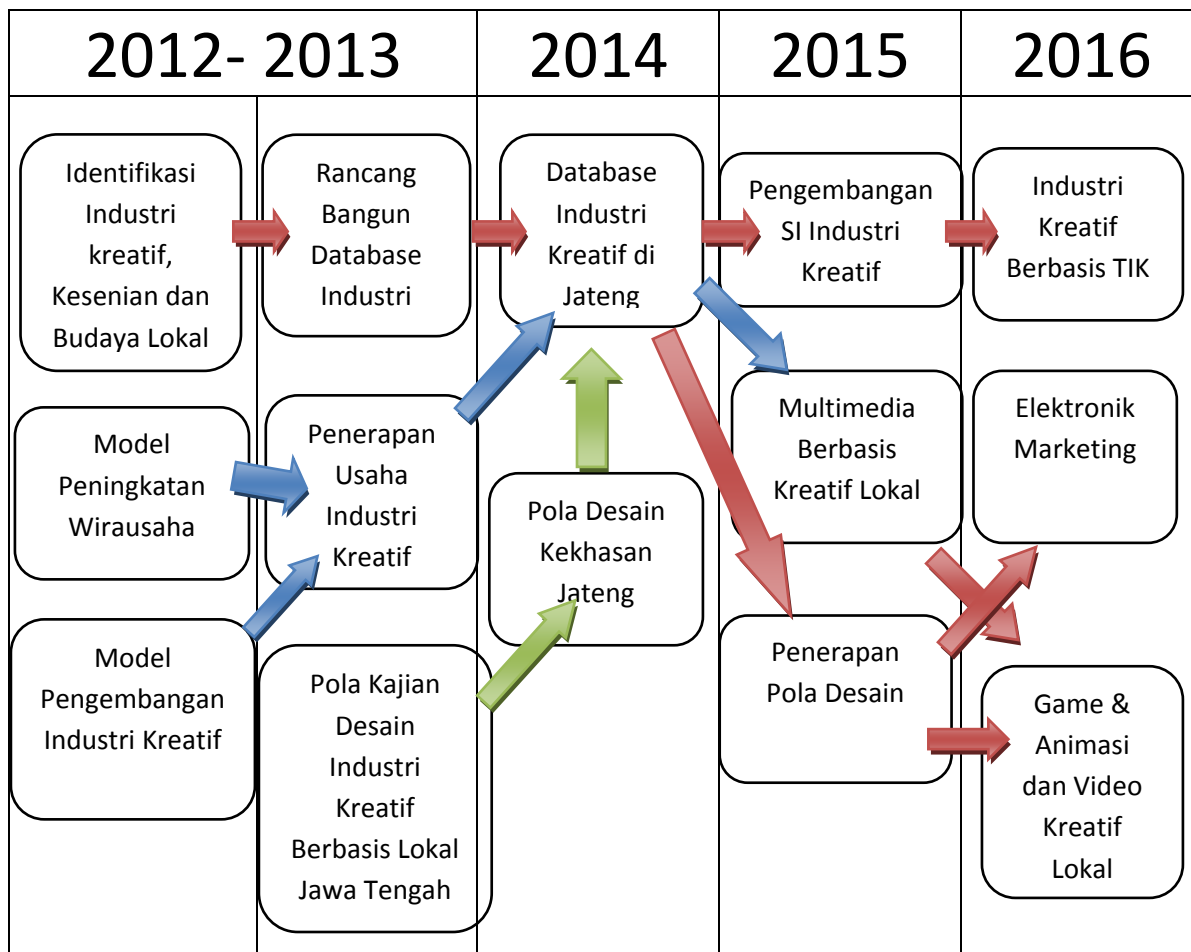 2012- 2013
2014
2015
2016
Identifikasi
Industri
kreatif,
Kesenian dan
Budaya Lokal
Model
Peningkatan
Wirausaha
Model
Pengembangan
Industri Kreatif
Rancang
Bangun
Database
Industri
Penerapan
Usaha
Industri
Kreatif
Pola Kajian
Desain
Industri
Kreatif
Berbasis Lokal
Jawa Tengah
Database
Industri
Kreatif di
Jateng
Pola Desain
Kekhasan
Jateng
Pengembangan
SI Industri
Kreatif
Multimedia
Berbasis
Kreatif Lokal
Penerapan
Pola Desain
Industri
Kreatif
Berbasis TIK
Elektronik
Marketing
Game &
Animasi
dan Video
Kreatif
Lokal